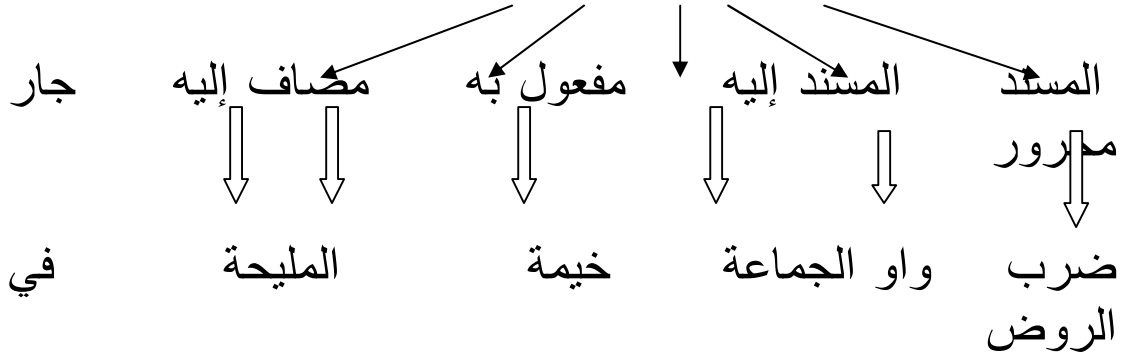 المسند المسند إليه مفعول به مضاف إليه جار
مجرور
ضرب واو الجماعة خيمة المليحة في
الروض